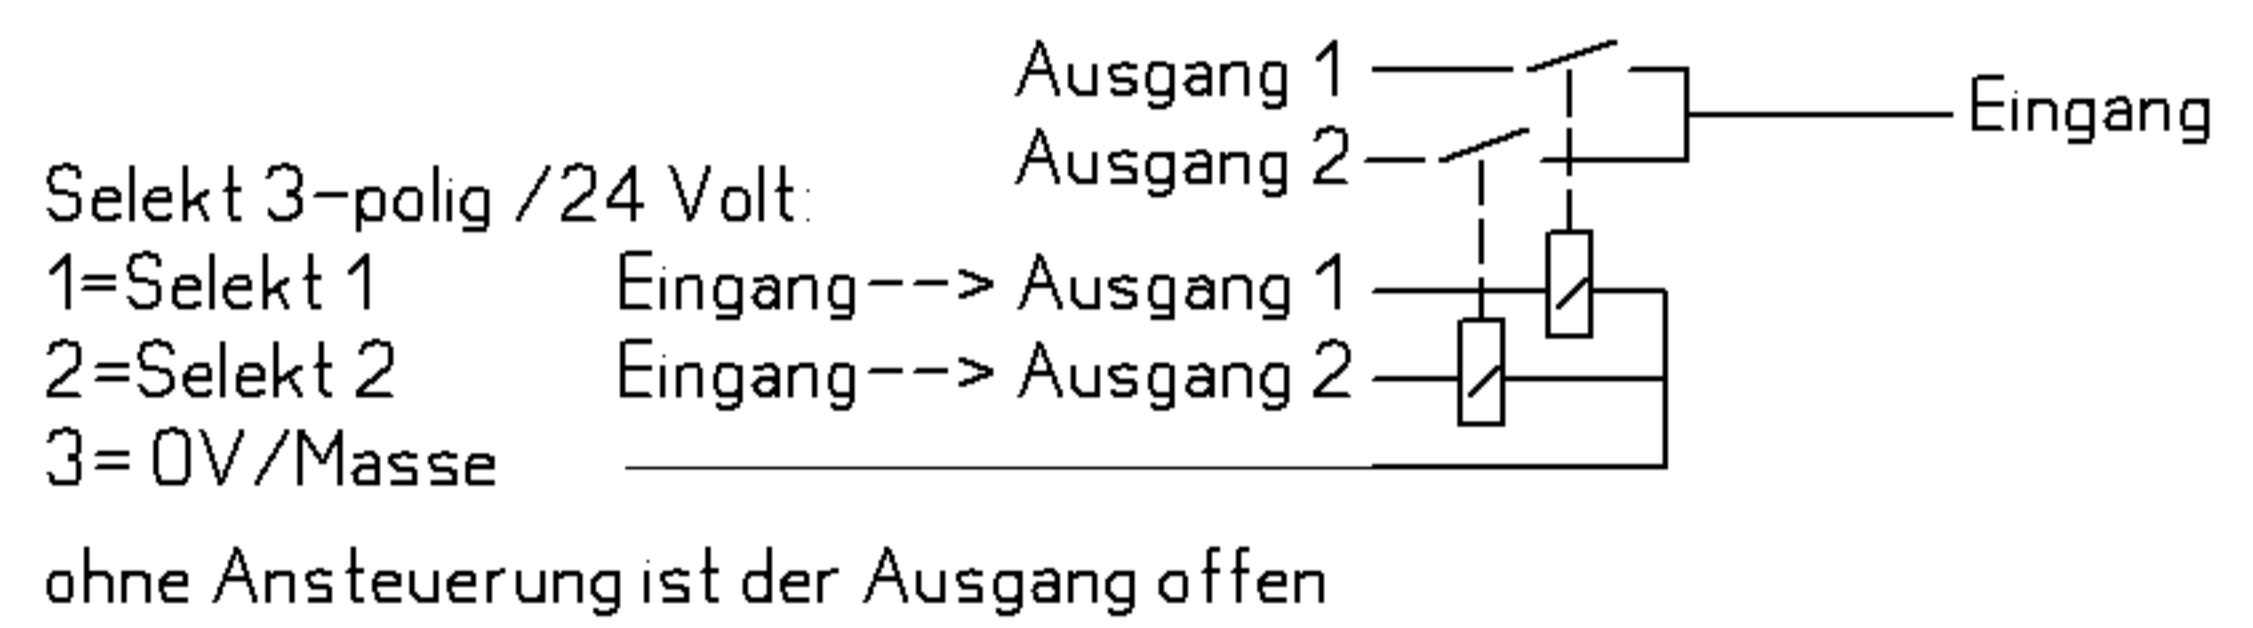 Ausgang 1
Eingang
Ausgang 2
Selekt 3-polig /24 Volt:
1=Selekt 1 Eingang--> Ausgang 1
2=Selekt 2 Eingang--> Ausgang 2
3= 0V/Masse
ohne Ansteuerung ist der Ausgang offen